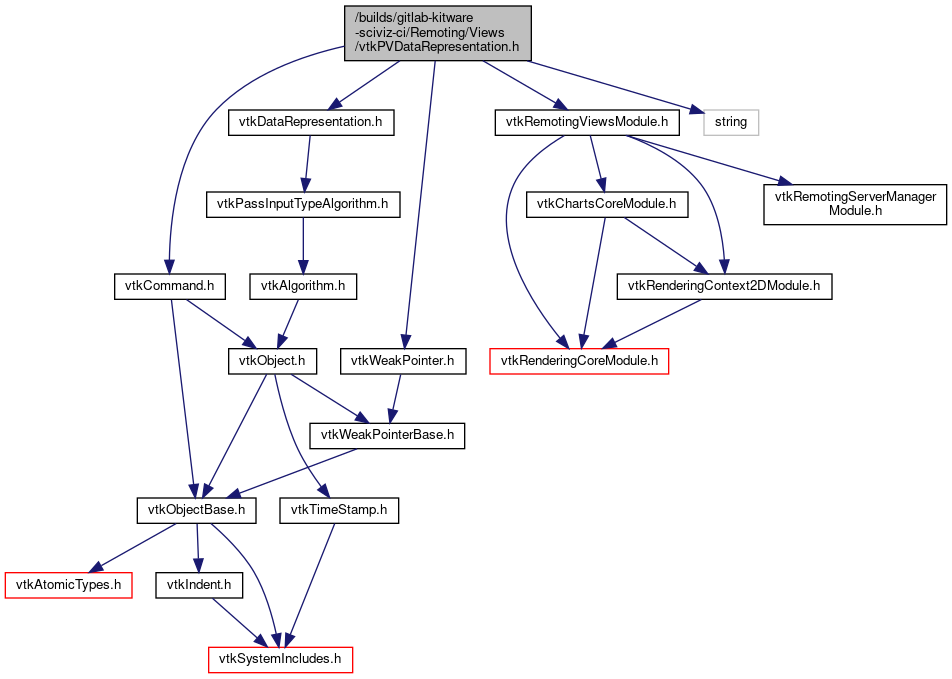 /builds/gitlab-kitware
-sciviz-ci/Remoting/Views
/vtkPVDataRepresentation.h
vtkDataRepresentation.h
vtkRemotingViewsModule.h
string
vtkPassInputTypeAlgorithm.h
vtkChartsCoreModule.h
vtkRemotingServerManager
Module.h
vtkCommand.h
vtkAlgorithm.h
vtkRenderingContext2DModule.h
vtkObject.h
vtkWeakPointer.h
vtkRenderingCoreModule.h
vtkWeakPointerBase.h
vtkObjectBase.h
vtkTimeStamp.h
vtkAtomicTypes.h
vtkIndent.h
vtkSystemIncludes.h